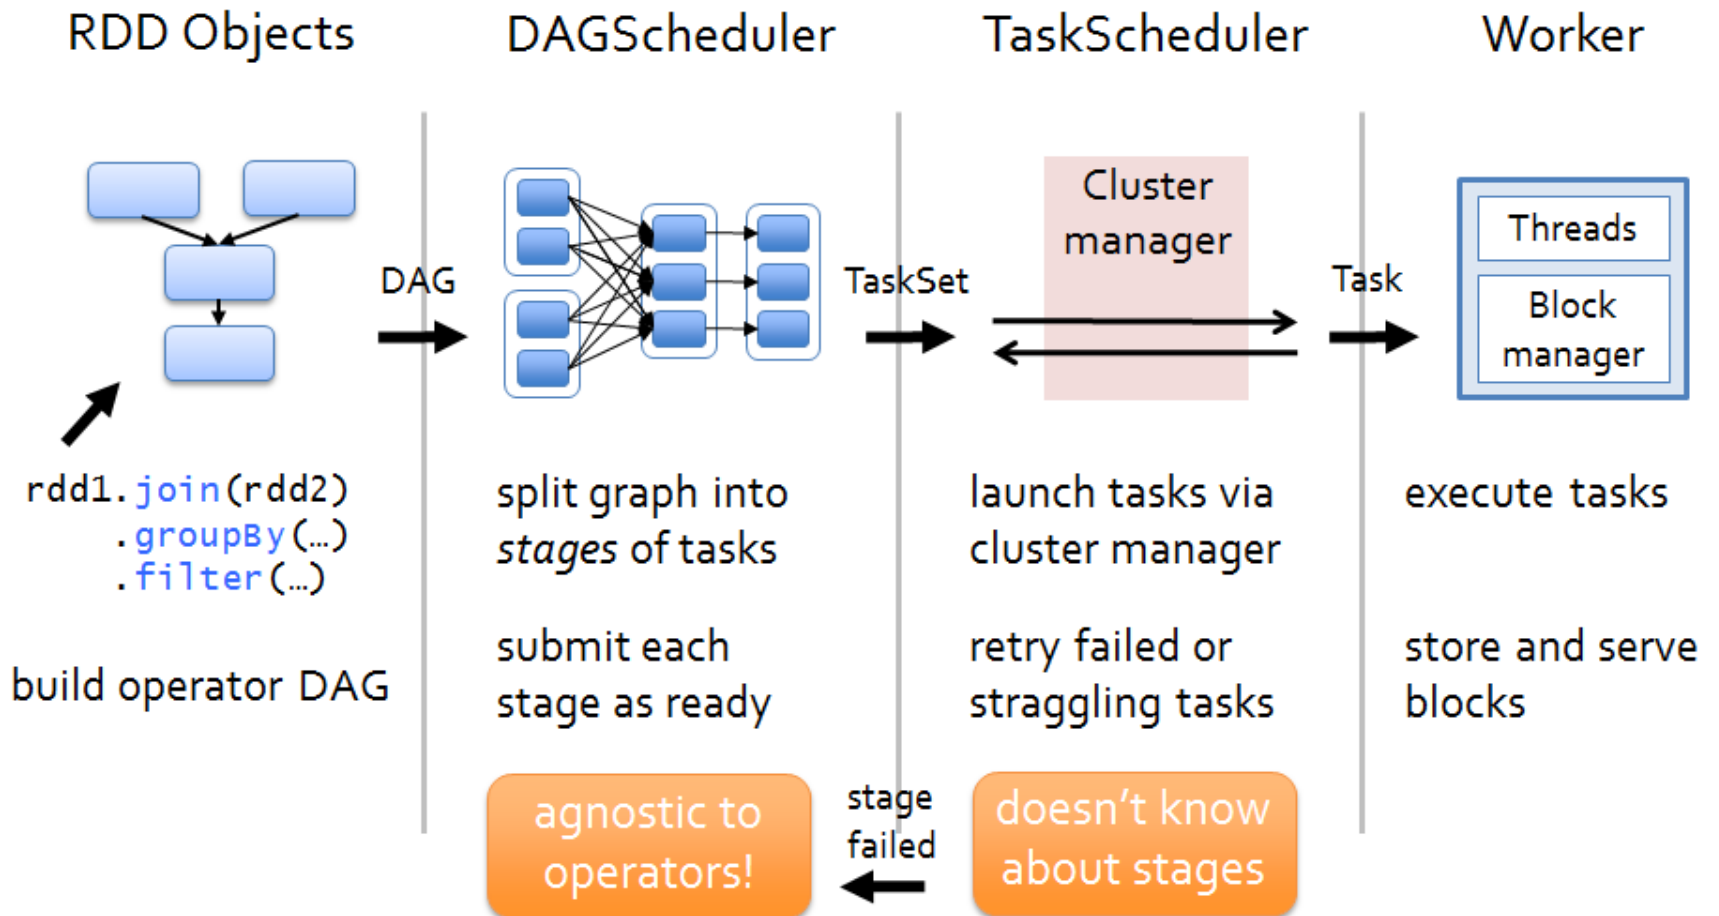 RDD Objects
DAGScheduler
TaskScheduler
Worker
DAG
TaskSet
Cluster
manager
Task
Threads
Block
manager
rdd1.join(rdd2)
.groupBy(…)
.filter(…)
build operator DAG
split graph into
stages of tasks
submit each
stage as ready
agnostic to
operators!
launch tasks via
cluster manager
retry failed or
straggling tasks
stage
failed
doesn’t know
about stages
execute tasks
store and serve
blocks